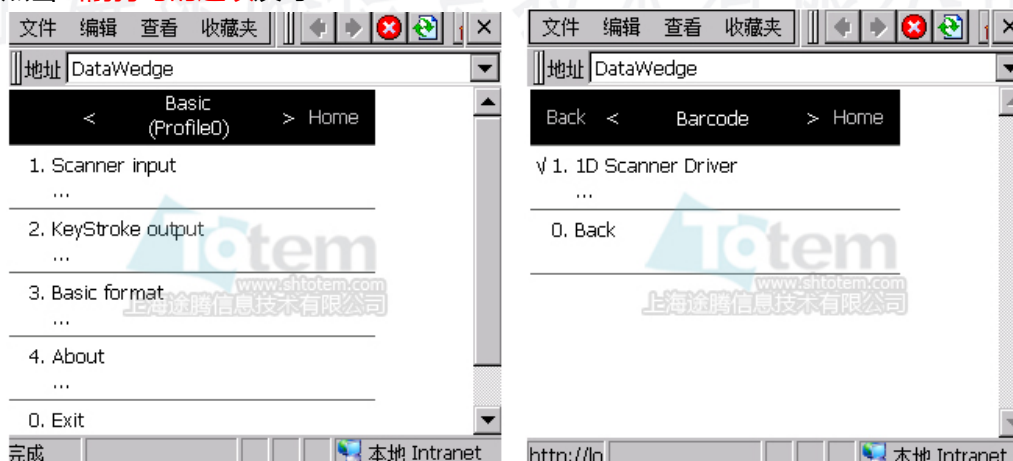 文件 编辑 查看 收藏夹
地址 DataWedge
< Basic (Profile0) > Home
1. Scanner input
...
2. KeyStroke output
...
3. Basic format
...
4. About
...
0. Exit
完成 本地 Intranet
Totem
www.shtotem.com
上海途腾信息技术有限公司
文件 编辑 查看 收藏夹
地址 DataWedge
Back < Barcode > Home
√ 1. 1D Scanner Driver
...
0. Back
http://lo 本地 Intranet
Totem
www.shtotem.com
上海途腾信息技术有限公司